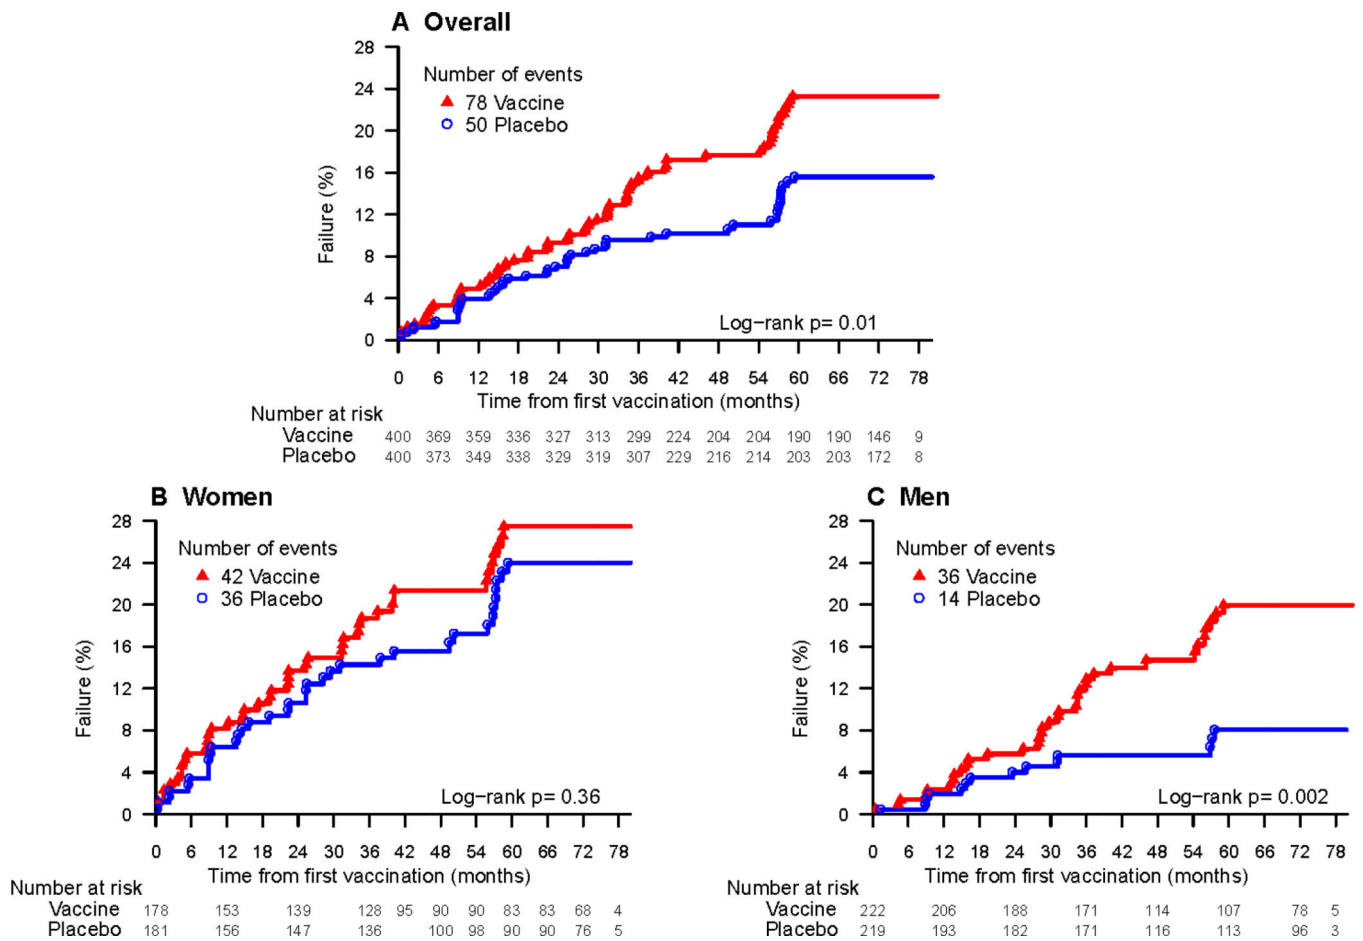 A Overall
28
24
20
16
12
8
4
0
Failure (%)
Number of events
78 Vaccine
50 Placebo
Log−rank p= 0.01
0 6 12 18 24 30 36 42 48 54 60 66 72 78
Time from first vaccination (months)
Number at risk
Vaccine 400 369 359 336 327 313 299 224 204 204 190 190 146 9
Placebo 400 373 349 338 329 319 307 229 216 214 203 203 172 8
B Women
28
24
20
16
12
8
4
0
Failure (%)
Number of events
42 Vaccine
36 Placebo
Log−rank p= 0.36
0 6 12 18 24 30 36 42 48 54 60 66 72 78
Time from first vaccination (months)
Number at risk
Vaccine 178 153 139 128 95 90 90 83 83 68 4
Placebo 181 156 147 136 100 98 90 90 76 5
C Men
28
24
20
16
12
8
4
0
Failure (%)
Number of events
36 Vaccine
14 Placebo
Log−rank p= 0.002
0 6 12 18 24 30 36 42 48 54 60 66 72 78
Time from first vaccination (months)
Number at risk
Vaccine 222 206 188 171 114 107 78 5
Placebo 219 193 182 171 116 113 96 3